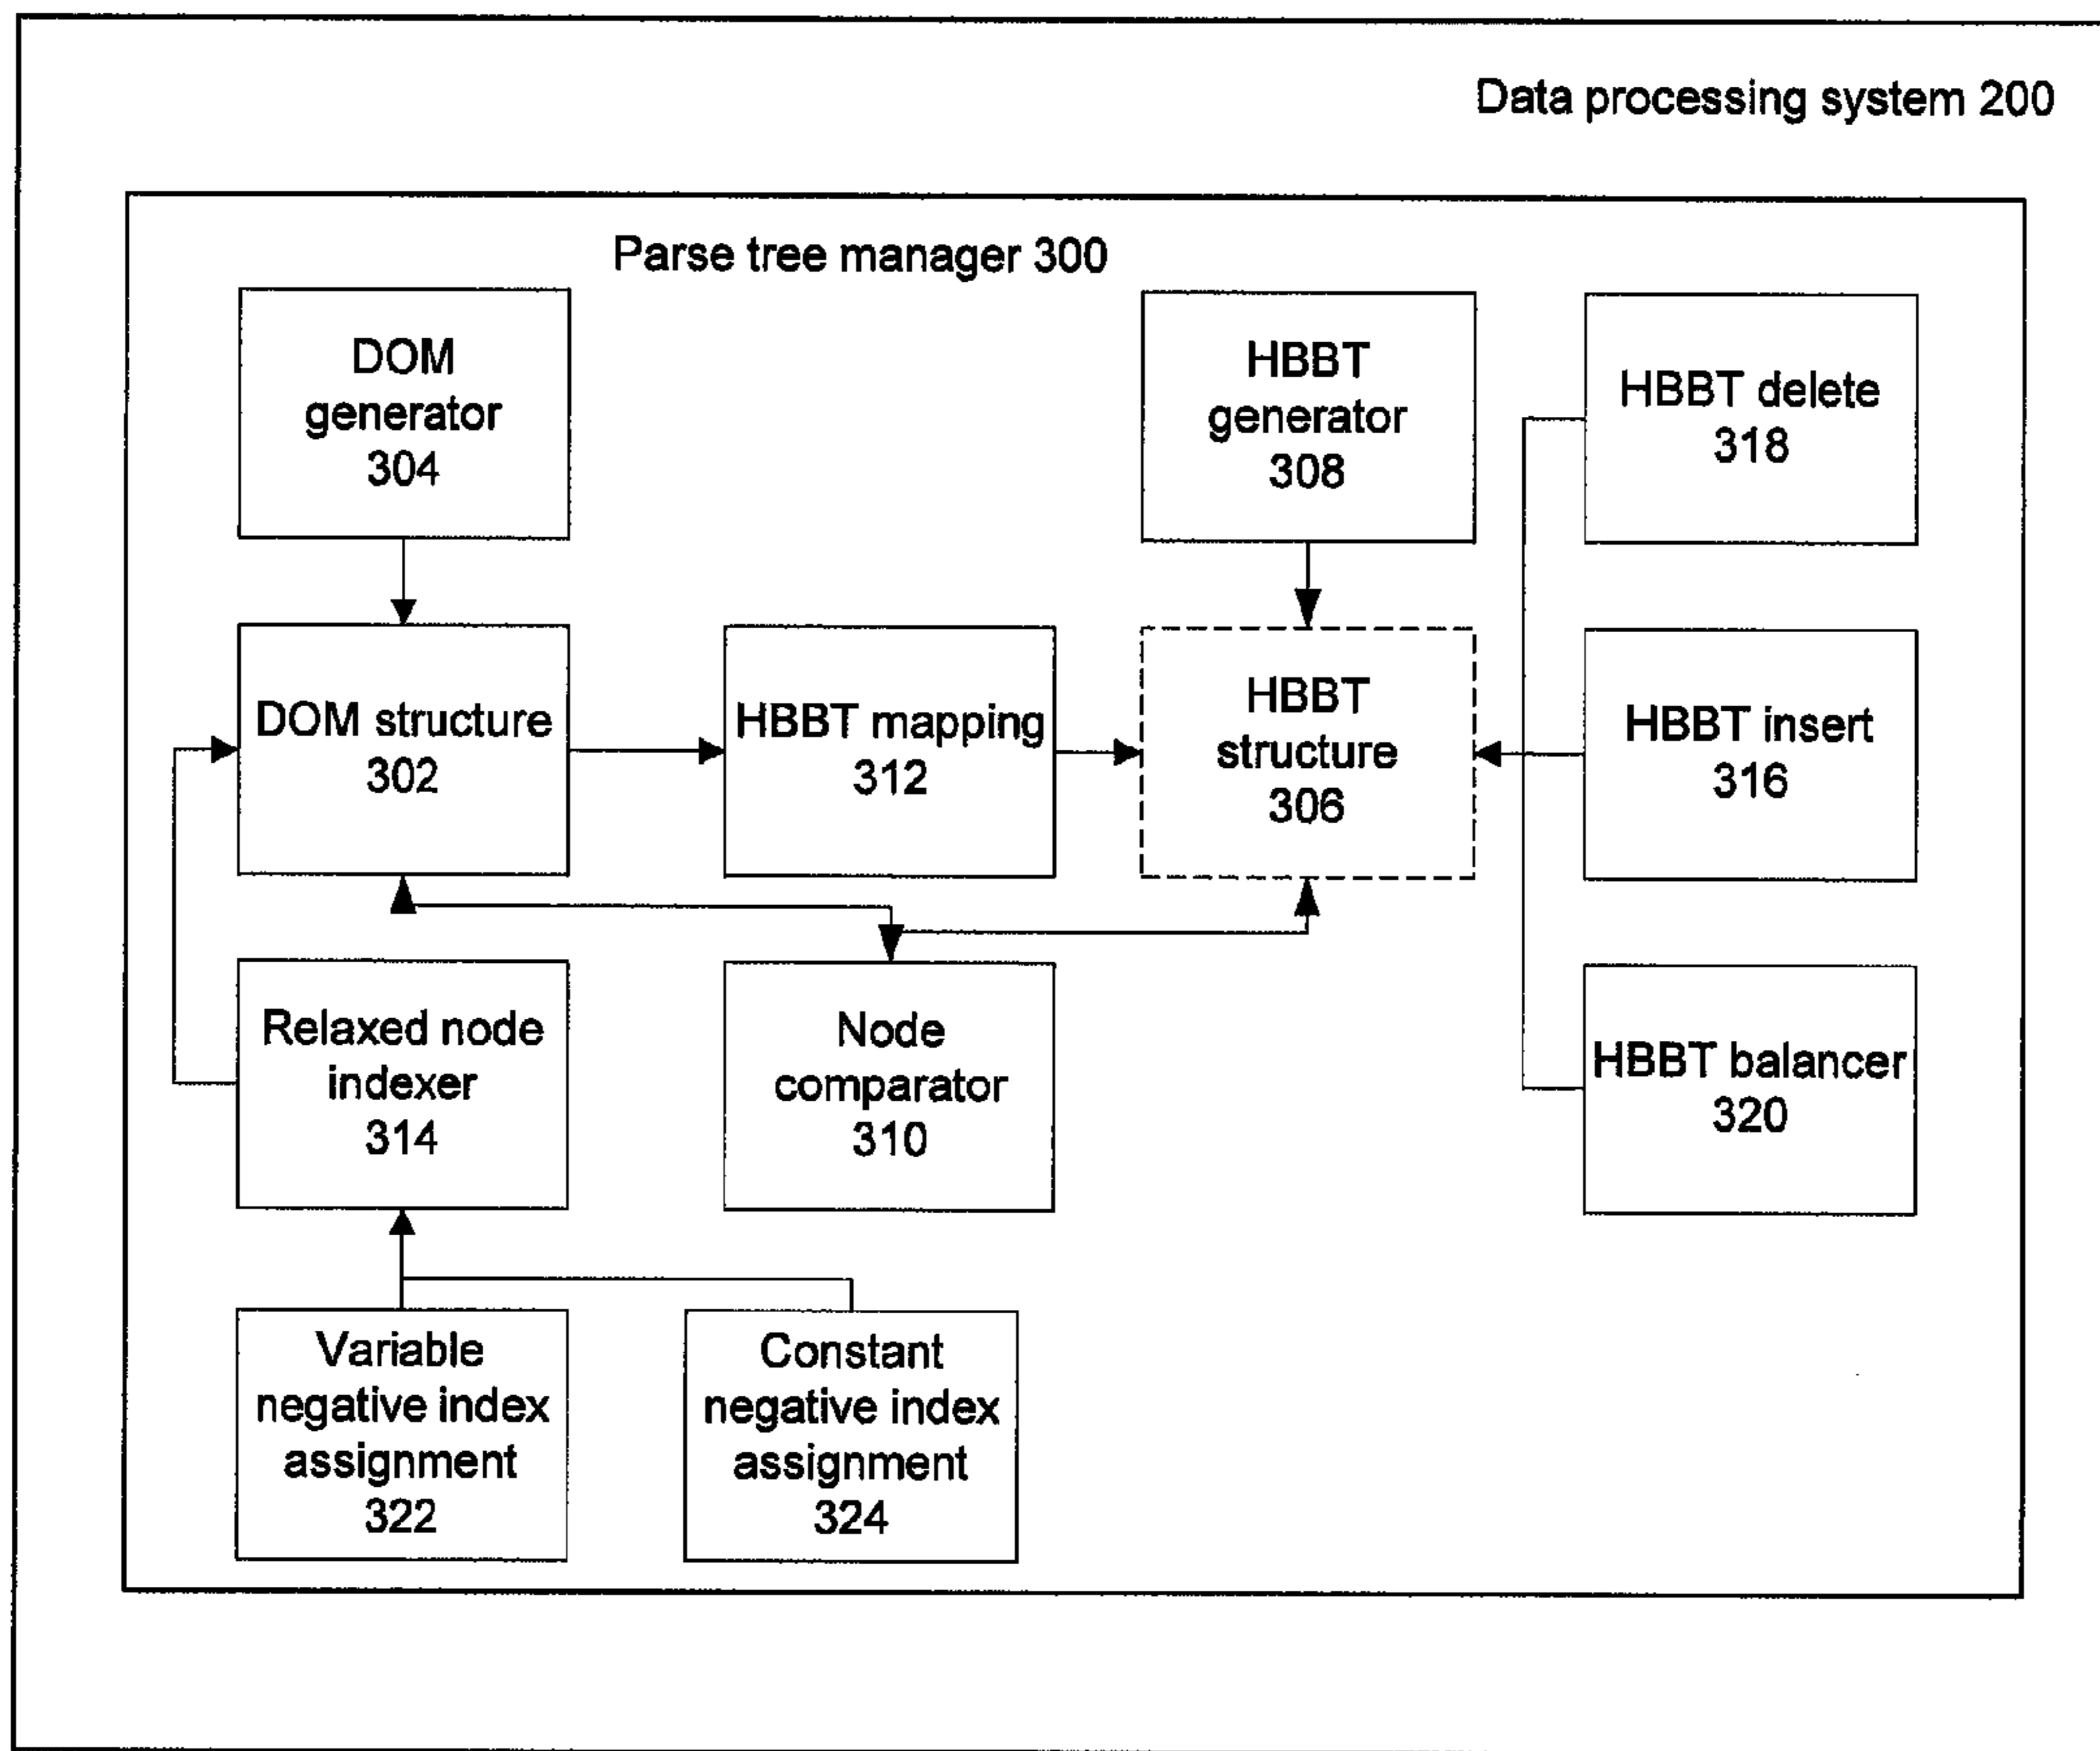 Data processing system 200
Parse tree manager 300
DOM
generator
304
HBBT
generator
308
HBBT delete
318
DOM structure
302
HBBT mapping
312
HBBT
structure
306
HBBT insert
316
Relaxed node
indexer
314
Node
comparator
310
HBBT balancer
320
Variable
negative index
assignment
322
Constant
negative index
assignment
324